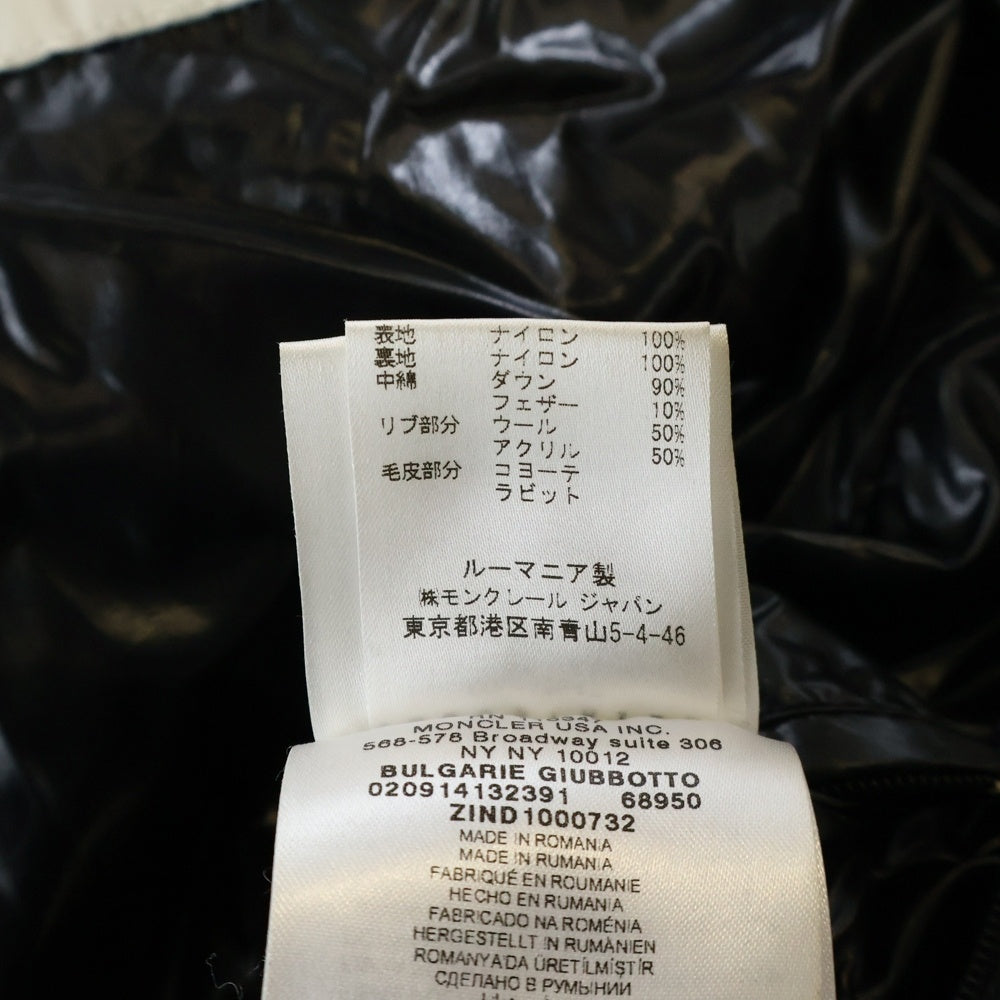 表地 ナイロン 100%
裏地 ナイロン 100%
中綿 ダウン 90%
フェザー 10%
リブ部分 ウール 50%
アクリル 50%
毛皮部分 コヨーテ
ラビット
ルーマニア製
㈱モンクレール ジャパン
東京都港区南青山5-4-46
MONCLER USA INC.
568-578 Broadway suite 306
NY NY 10012
BULGARIE GIUBBOTTO
020914132391 68950
ZIND1000732
MADE IN ROMANIA
MADE IN RUMANIA
FABRIQUÉ EN ROUMANIE
HECHO EN RUMANIA
FABRICADO NA ROMÉNIA
HERGESTELLT IN RUMÄNIEN
ROMANYA'DA ÜRETİLMİŞTİR
СДЕЛАНО В РУМЫНИИ